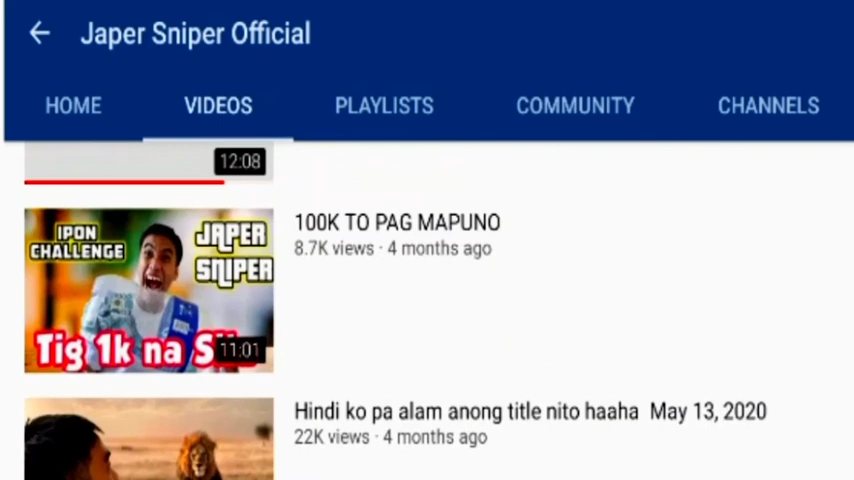 Japer Sniper Official
HOME VIDEOS PLAYLISTS COMMUNITY CHANNELS
12:08
IPON
CHALLENGE
JAPER
SNIPER
Tig 1k na
11:01
100K TO PAG MAPUNO
8.7K views · 4 months ago
Hindi ko pa alam anong title nito haaha May 13, 2020
22K views · 4 months ago